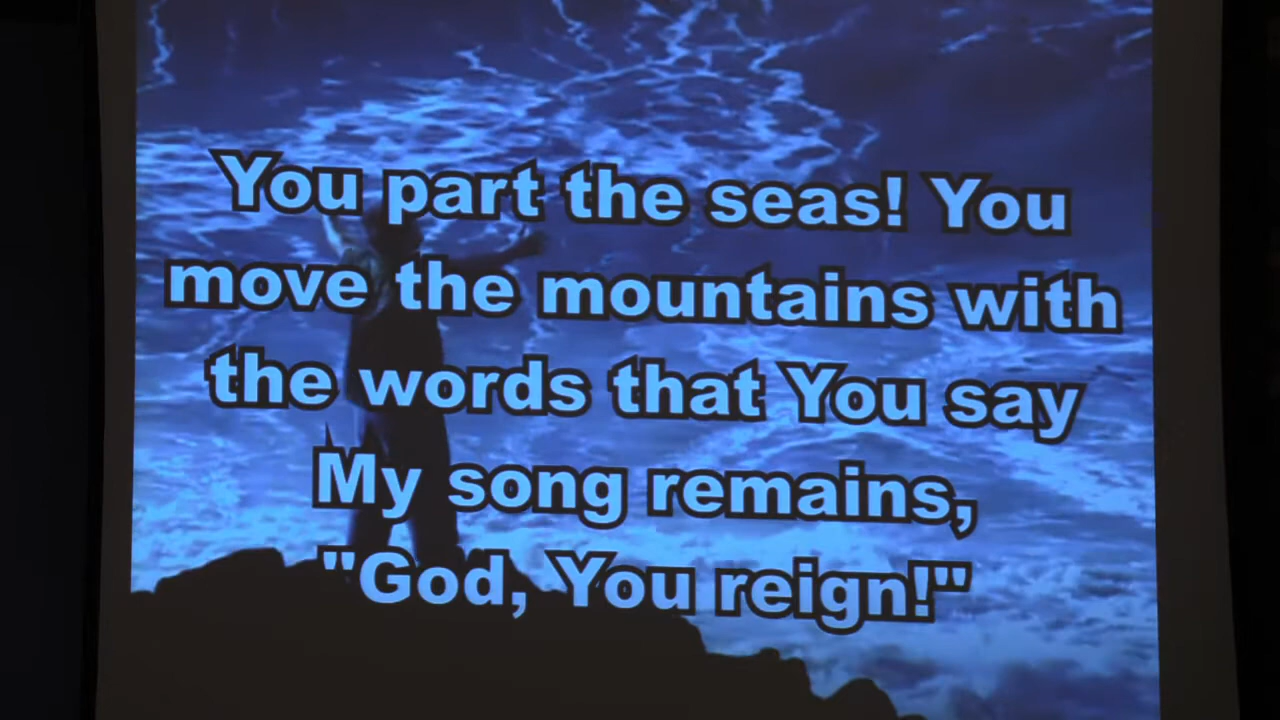 You part the seas! You
move the mountains with
the words that You say
My song remains,
"God, You reign!"